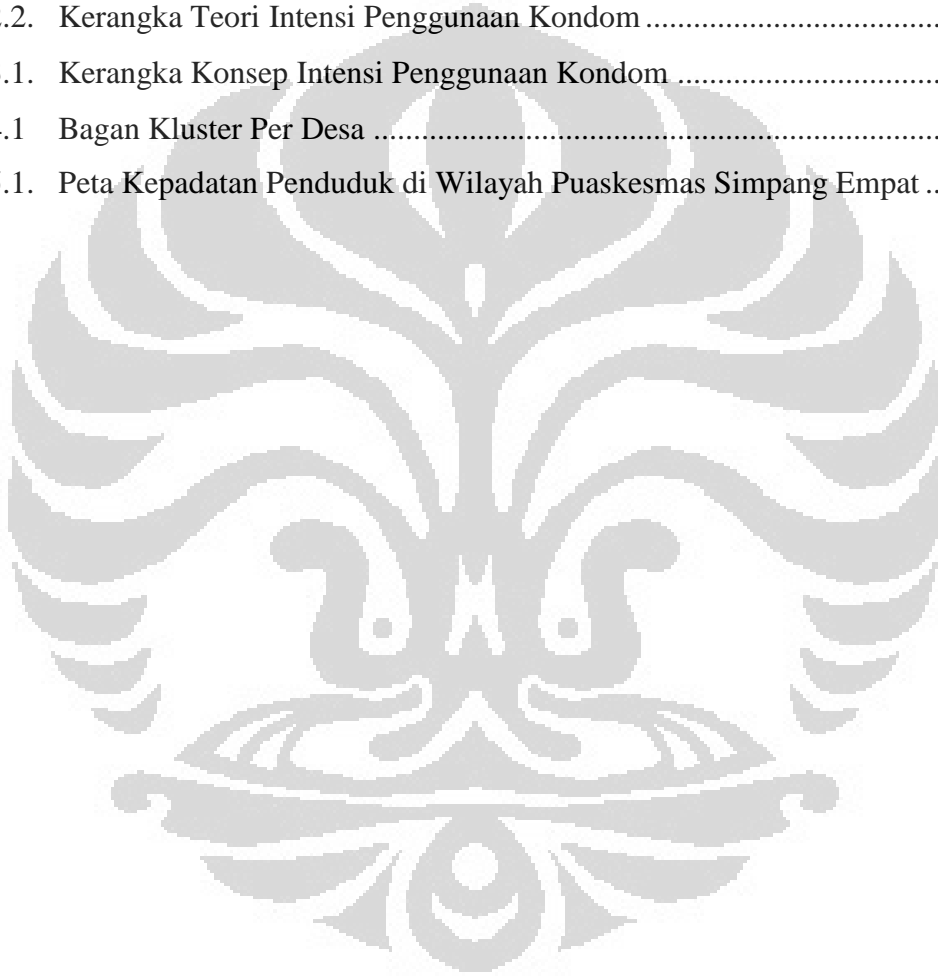 .2. Kerangka Teori Intensi Penggunaan Kondom ....................................
.1. Kerangka Konsep Intensi Penggunaan Kondom ................................
.1 Bagan Kluster Per Desa ......................................................................
.1. Peta Kepadatan Penduduk di Wilayah Puaskesmas Simpang Empat ..